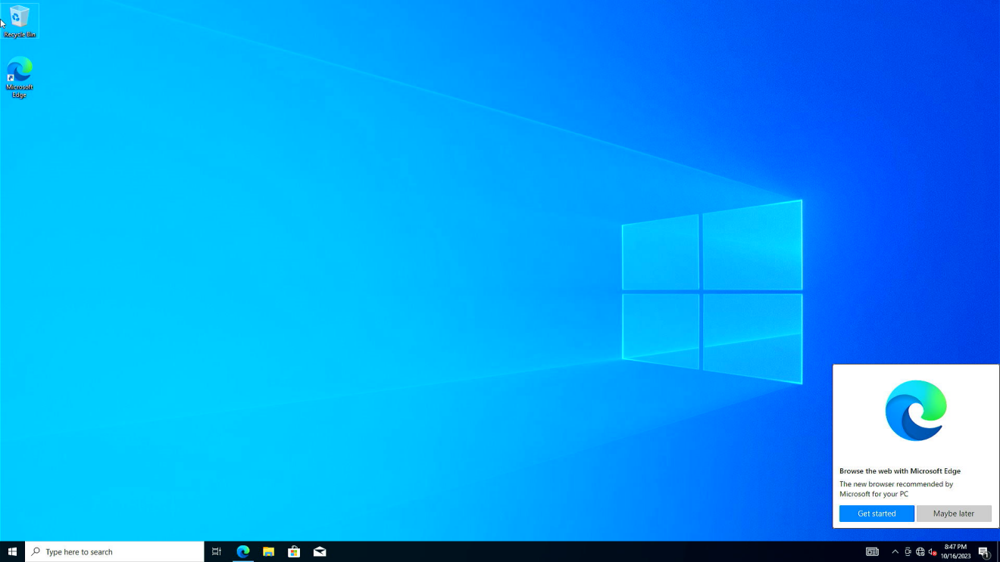 Recycle Bin
Microsoft
Edge
Browse the web with Microsoft Edge
The new browser recommended by
Microsoft for your PC
Get started
Maybe later
Type here to search
8:47 PM
10/16/2023
1